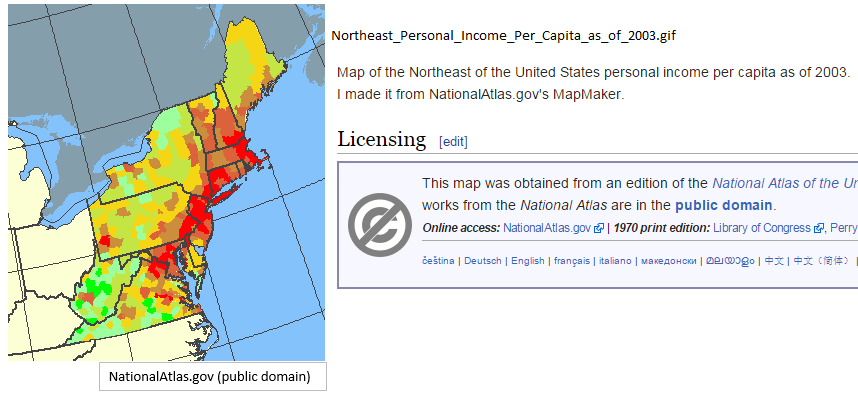 Northeast_Personal_Income_Per_Capita_as_of_2003.gif
Map of the Northeast of the United States personal income per capita as of 2003.
I made it from NationalAtlas.gov's MapMaker.
Licensing [edit]
This map was obtained from an edition of the National Atlas of the Un
works from the National Atlas are in the public domain.
Online access: NationalAtlas.gov | 1970 print edition: Library of Congress, Perry
čeština | Deutsch | English | français | italiano | македонски | മലയാളം | 中文 | 中文（简体） |
NationalAtlas.gov (public domain)